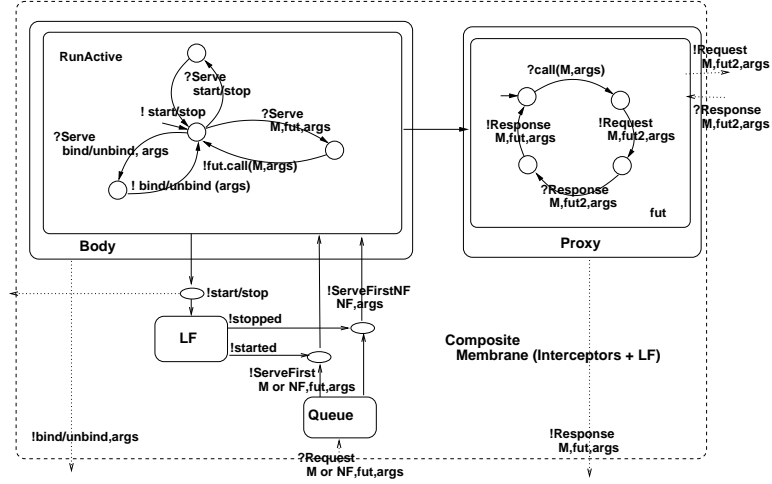 RunActive
?Serve
start/stop
! start/stop
?Serve
M,fut,args
?Serve
bind/unbind, args
!fut.call(M,args)
! bind/unbind (args)
Body
?call(M,args)
!Response
M,fut,args
!Request
M,fut2,args
?Response
M,fut2,args
fut
Proxy
!Request
M,fut2,args
?Response
M,fut2,args
!start/stop
!ServeFirstNF
NF,args
LF
!stopped
!started
!ServeFirst
M or NF,fut,args
Composite
Membrane (Interceptors + LF)
Queue
!bind/unbind,args
?Request
M or NF,fut,args
!Response
M,fut,args